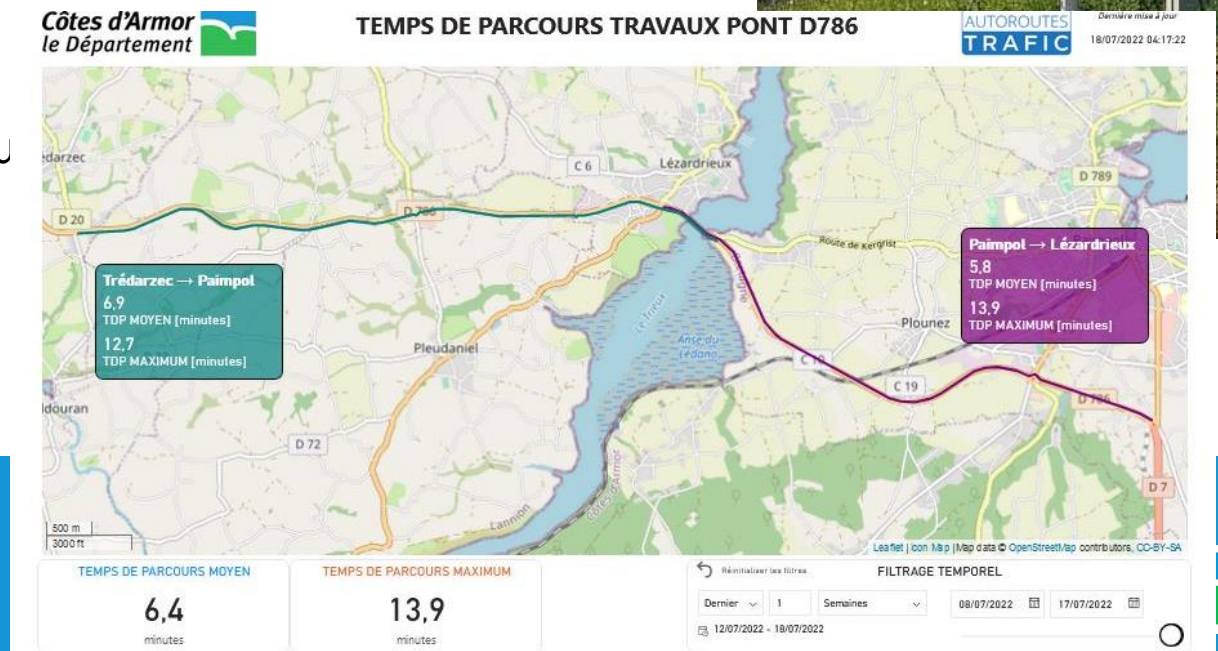 Côtes d'Armor
le Département
TEMPS DE PARCOURS TRAVAUX PONT D786
AUTOROUTES
TRAFIC
Dernière mise à jour
18/07/2022 04:17:22
C 6
Lézardrieux
D 789
D 20
D 786
Route de Kergrist
Trédarzec → Paimpol
6,9
TDP MOYEN [minutes]
12,7
TDP MAXIMUM [minutes]
Paimpol → Lézardrieux
5,8
TDP MOYEN [minutes]
13,9
TDP MAXIMUM [minutes]
Le Trieux
Plounez
Pleudaniel
Anse du
Lédano
C 10
C 19
D 786
D 72
D 7
Lannion
Côtes d'Armor
500 m
3000 ft
Leaflet | Icon Map | Map data © OpenStreetMap contributors, CC-BY-SA
TEMPS DE PARCOURS MOYEN
6,4
minutes
TEMPS DE PARCOURS MAXIMUM
13,9
minutes
Réinitialiser les filtres
FILTRAGE TEMPOREL
Dernier 1 Semaines
08/07/2022 17/07/2022
12/07/2022 - 18/07/2022